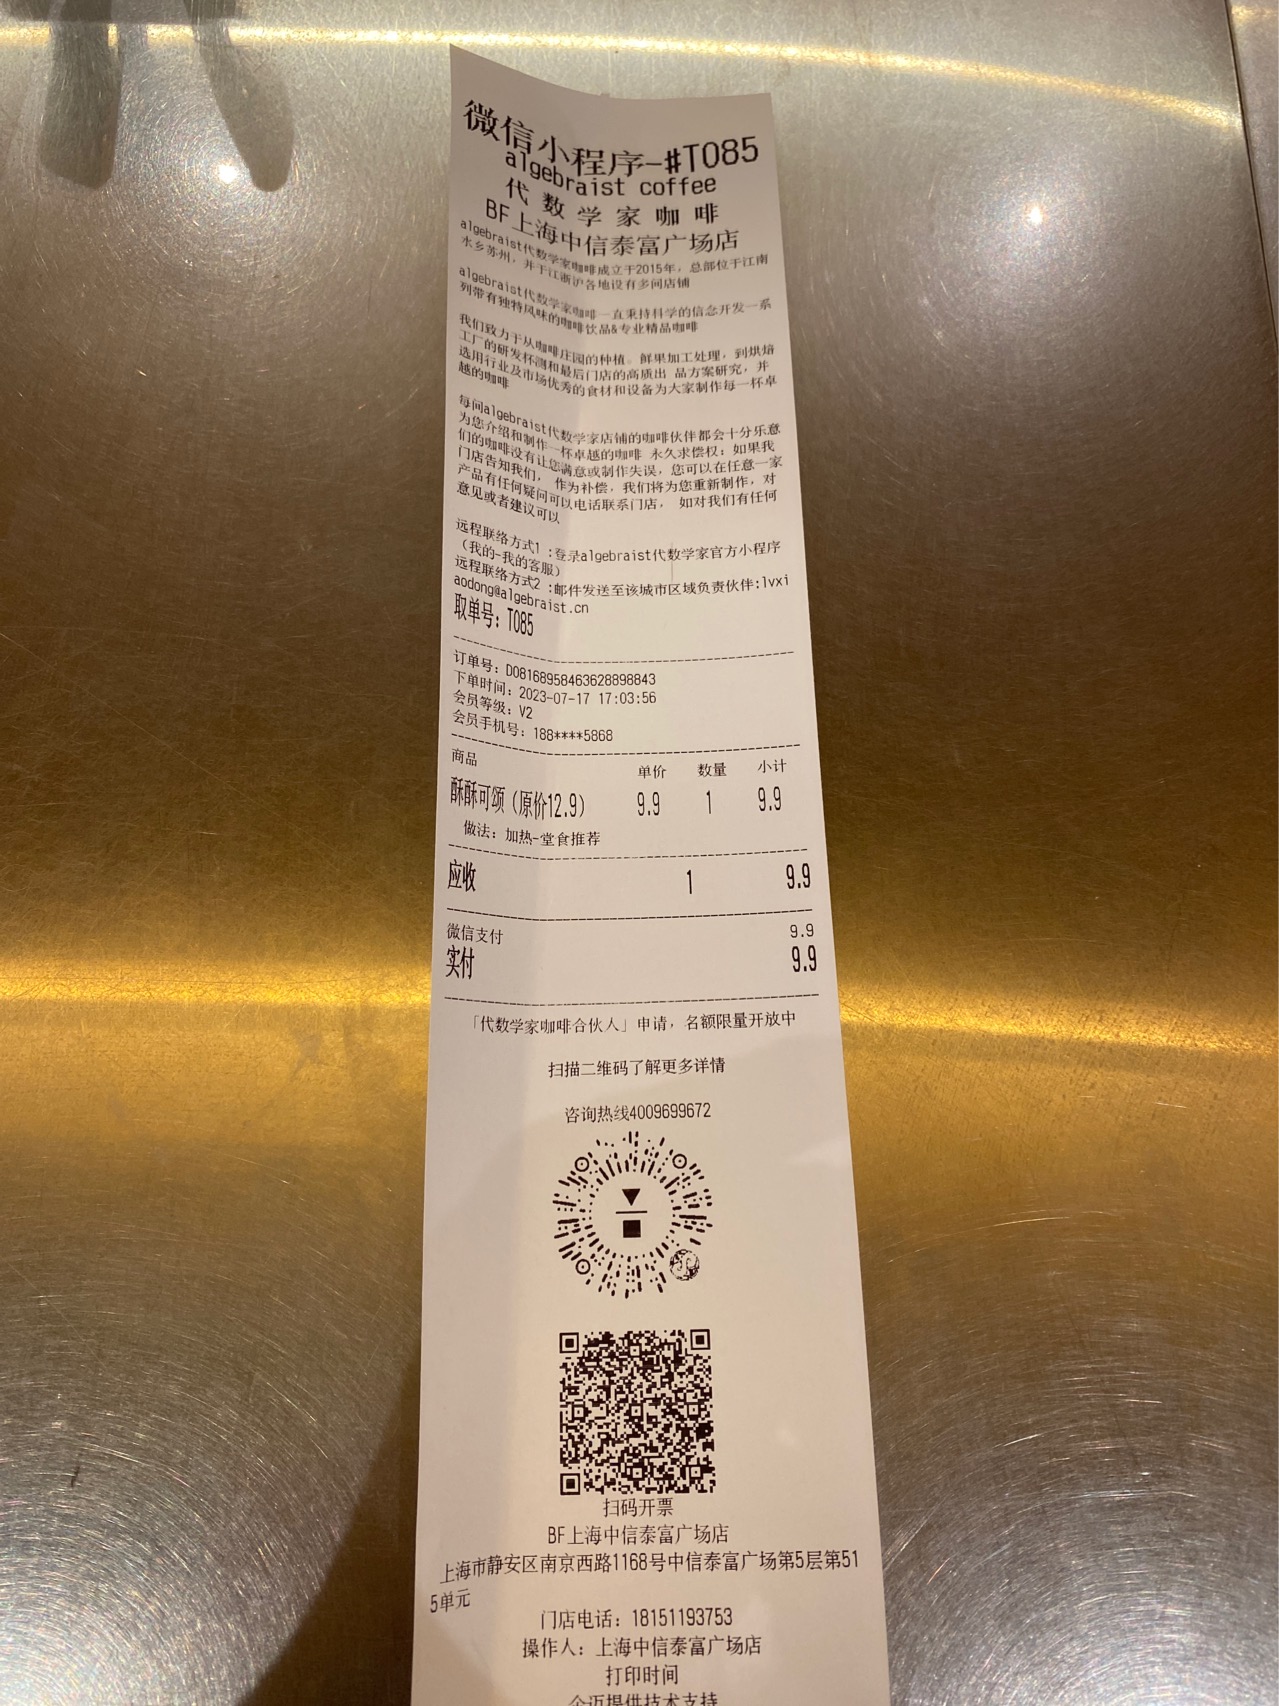 微信小程序-#T085
algebraist coffee
代数学家咖啡
BF上海中信泰富广场店
algebraist代数学家咖啡成立于2015年，总部位于江南
水乡苏州，并于江浙沪各地设有多间店铺
algebraist代数学家咖啡一直秉持科学的信念开发一系
列带有独特风味的咖啡饮品&专业精品咖啡
我们致力于从咖啡庄园的种植。鲜果加工处理，到烘焙
工厂的研发杯测和最后门店的高质出 品方案研究，并
选用行业及市场优秀的食材和设备为大家制作每一杯卓
越的咖啡
每间algebraist代数学家店铺的咖啡伙伴都会十分乐意
为您介绍和制作一杯卓越的咖啡 永久求偿权：如果我
们的咖啡没有让您满意或制作失误，您可以在任意一家
门店告知我们， 作为补偿，我们将为您重新制作，对
产品有任何疑问可以电话联系门店， 如对我们有任何
意见或者建议可以
远程联络方式1 :登录algebraist代数学家官方小程序
（我的-我的客服）
远程联络方式2 :邮件发送至该城市区域负责伙伴:lvxi
aodong@algebraist.cn
取单号：T085
订单号：D08168958463628898843
下单时间：2023-07-17 17:03:56
会员等级：V2
会员手机号：188****5868
商品 单价 数量 小计
酥酥可颂（原价12.9） 9.9 1 9.9
做法：加热-堂食推荐
应收 1 9.9
微信支付 9.9
实付 9.9
「代数学家咖啡合伙人」申请，名额限量开放中
扫描二维码了解更多详情
咨询热线4009699672
扫码开票
BF上海中信泰富广场店
上海市静安区南京西路1168号中信泰富广场第5层第51
5单元
门店电话：18151193753
操作人：上海中信泰富广场店
打印时间
企迈提供技术支持